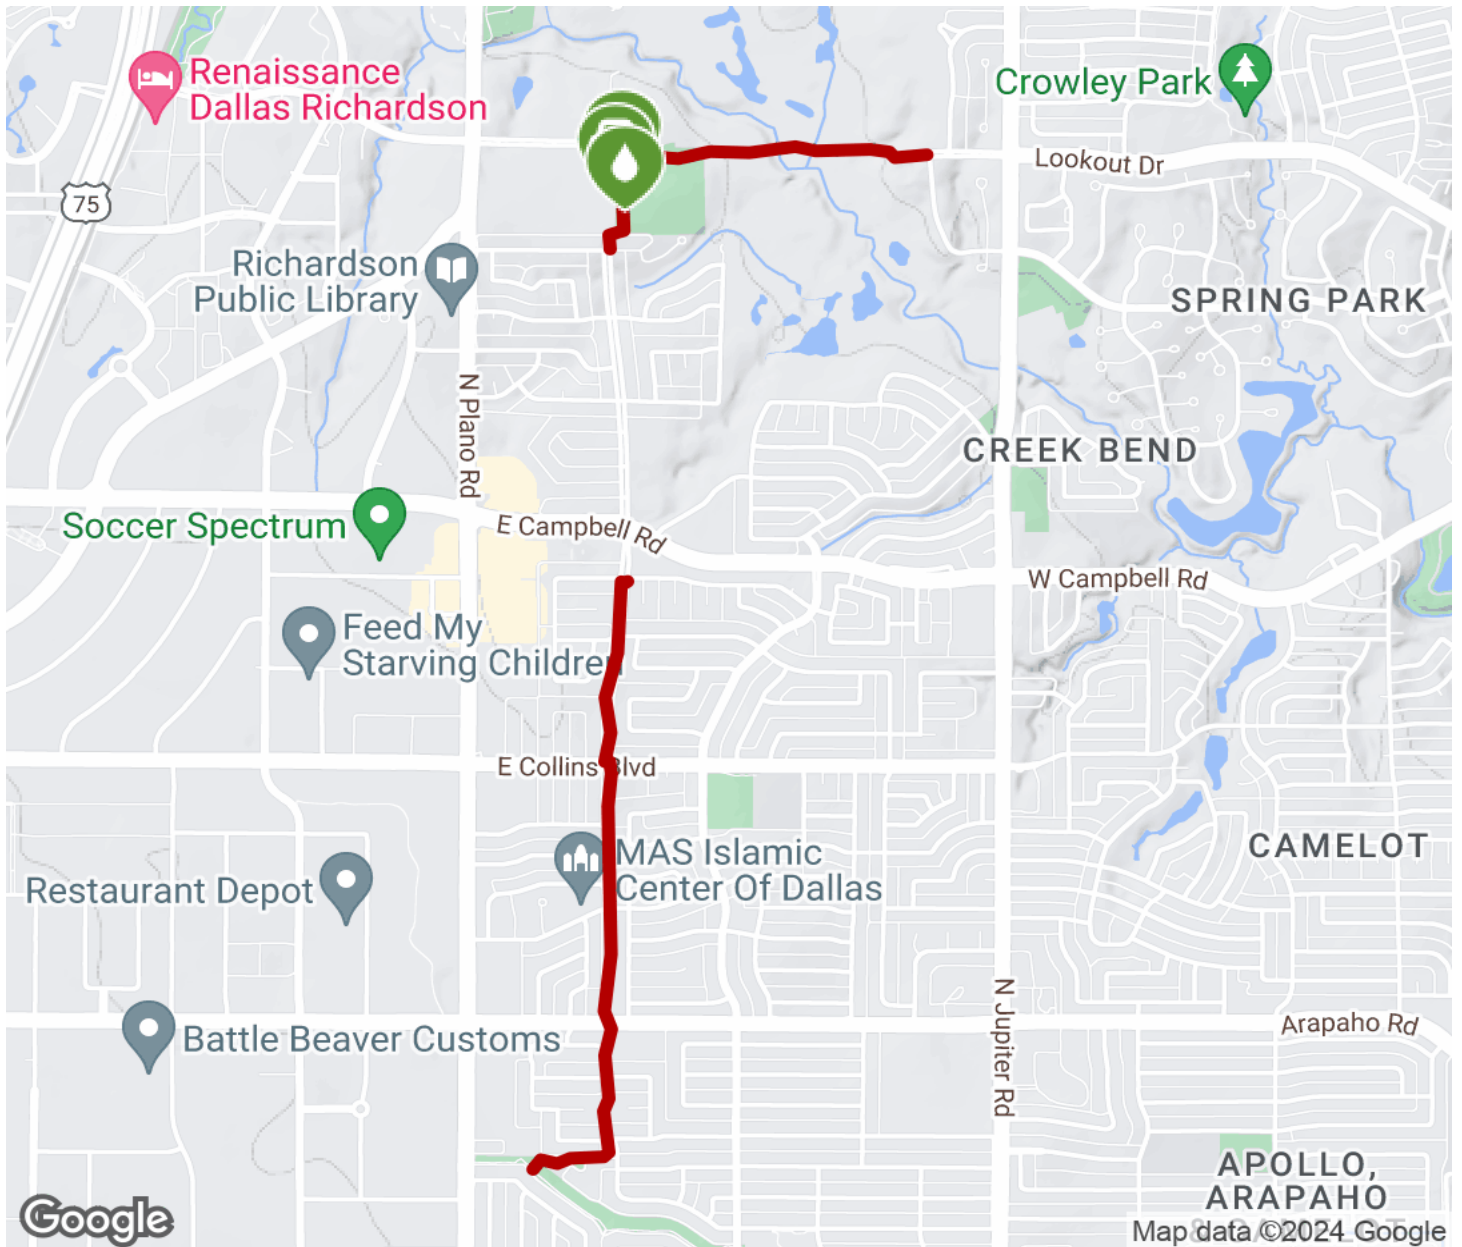 Renaissance
Dallas Richardson
Crowley Park
Lookout Dr
75
Richardson
Public Library
SPRING PARK
N Plano Rd
CREEK BEND
Soccer Spectrum
E Campbell Rd
W Campbell Rd
Feed My
Starving Children
E Collins Blvd
MAS Islamic
Center Of Dallas
CAMELOT
Restaurant Depot
N Jupiter Rd
Arapaho Rd
Battle Beaver Customs
APOLLO,
ARAPAHO
Google
Map data ©2024 Google